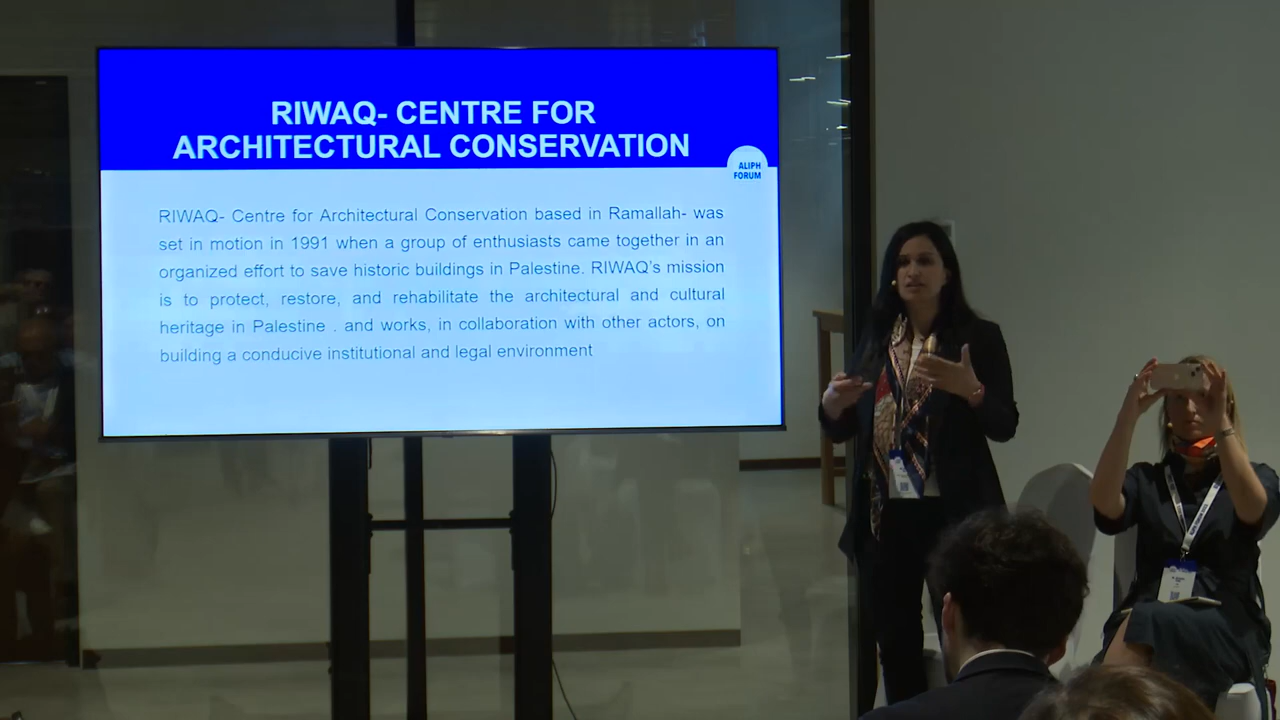 RIWAQ- CENTRE FOR
ARCHITECTURAL CONSERVATION
ALIPH
FORUM
RIWAQ- Centre for Architectural Conservation based in Ramallah- was
set in motion in 1991 when a group of enthusiasts came together in an
organized effort to save historic buildings in Palestine. RIWAQ's mission
is to protect, restore, and rehabilitate the architectural and cultural
heritage in Palestine . and works, in collaboration with other actors, on
building a conducive institutional and legal environment